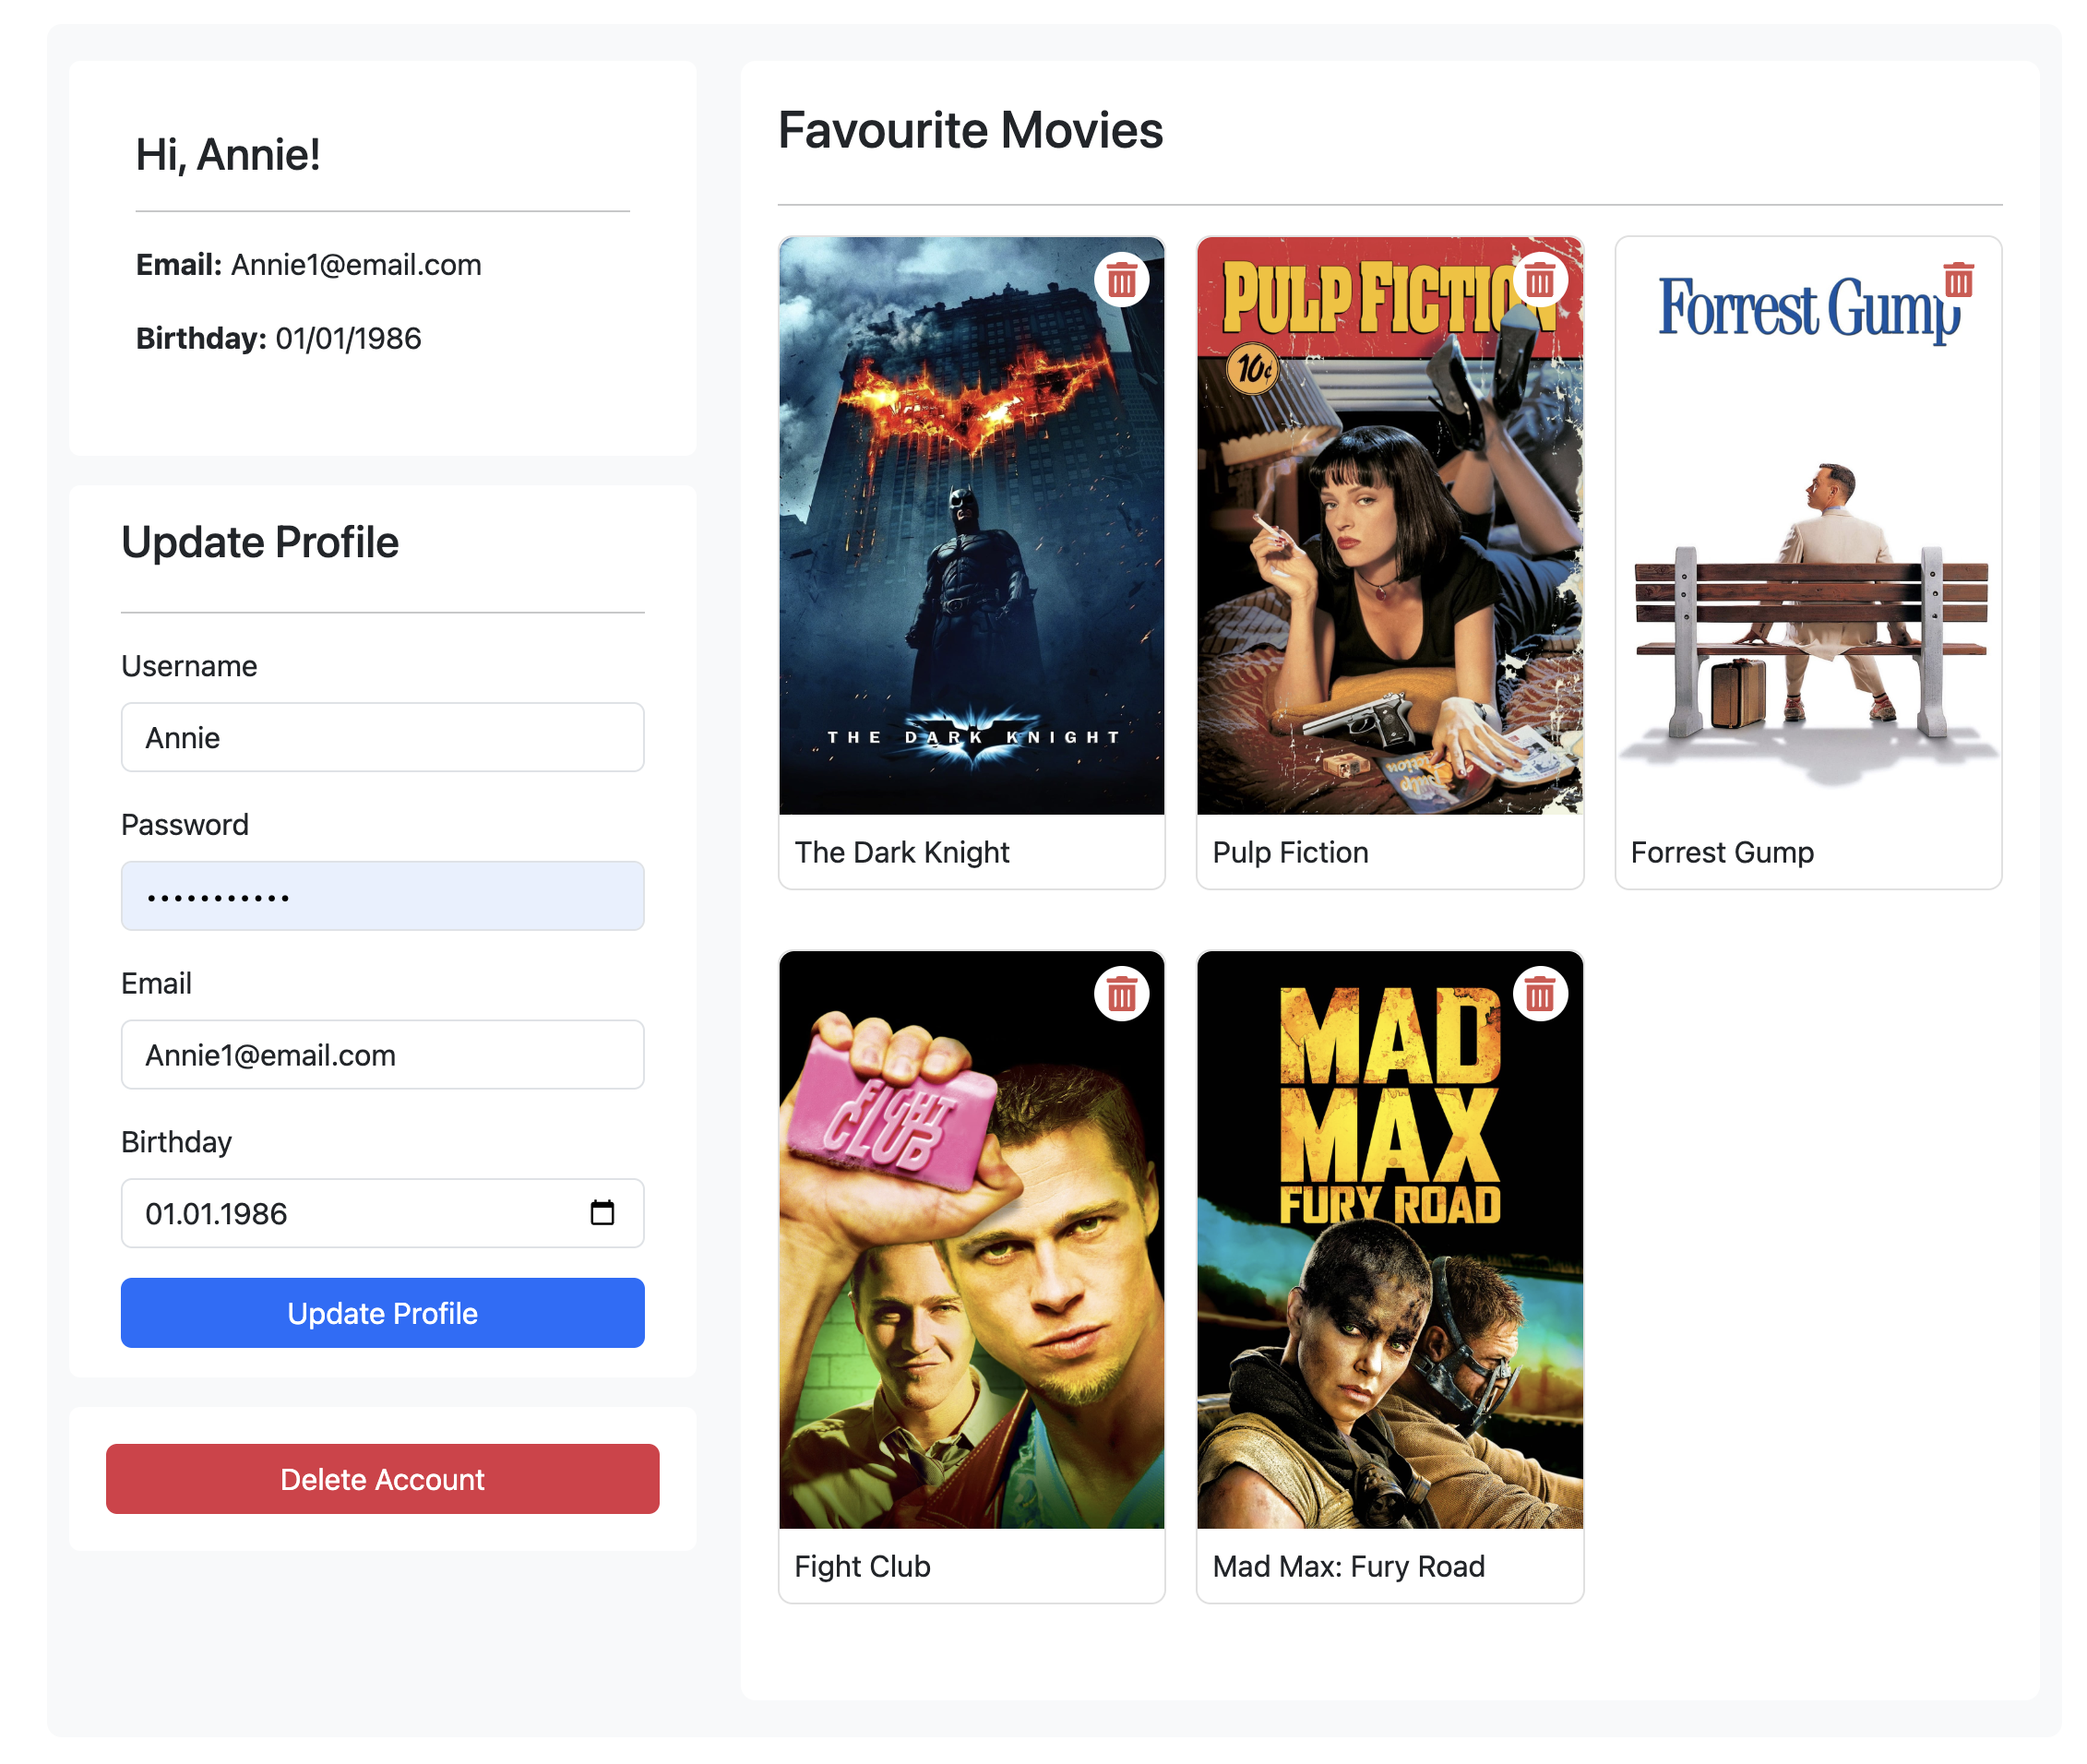 Hi, Annie!
Email: Annie1@email.com
Birthday: 01/01/1986
Update Profile
Username
Annie
Password
•••••••••••
Email
Annie1@email.com
Birthday
01.01.1986
Update Profile
Delete Account
Favourite Movies
THE DARK KNIGHT
The Dark Knight
PULP FICTION
10¢
Pulp Fiction
Pulp Fiction
Forrest Gump
Forrest Gump
FIGHT
CLUB
Fight Club
MAD
MAX
FURY ROAD
Mad Max: Fury Road